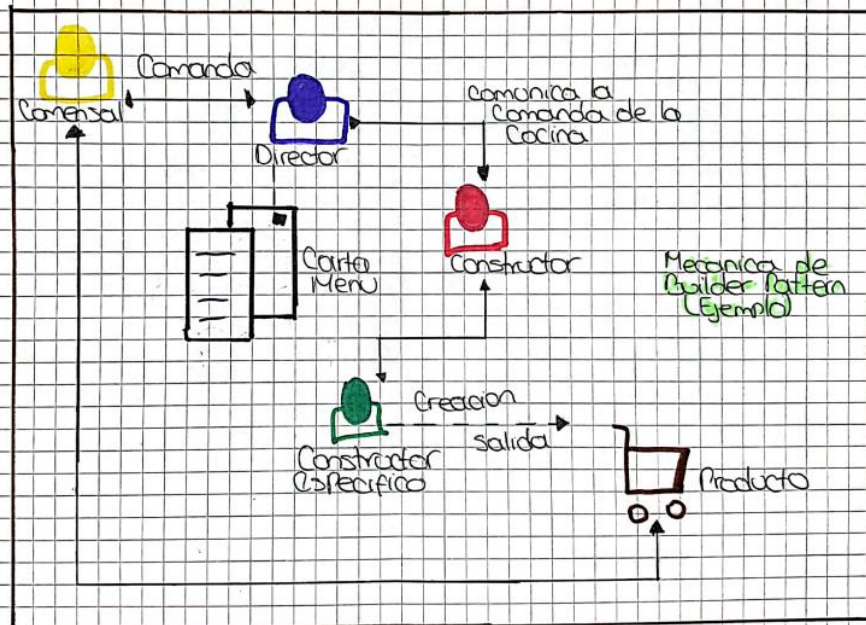 Comanda
Comensal
Director
Comunica la
Comanda de la
Cocina
Carta
Menu
Constructor
Mecanica de
Builder Pattern
(Ejemplo)
Creacion
Salida
Constructor
Especifico
Producto